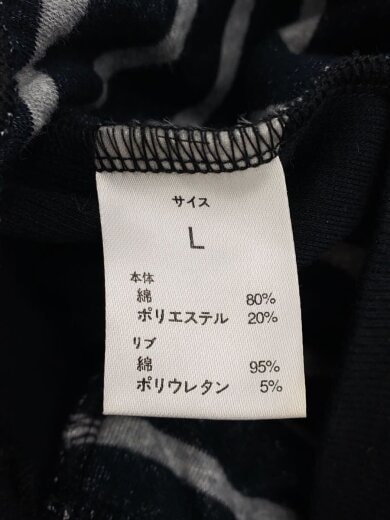 サイズ
L
本体
綿 80%
ポリエステル 20%
リブ
綿 95%
ポリウレタン 5%